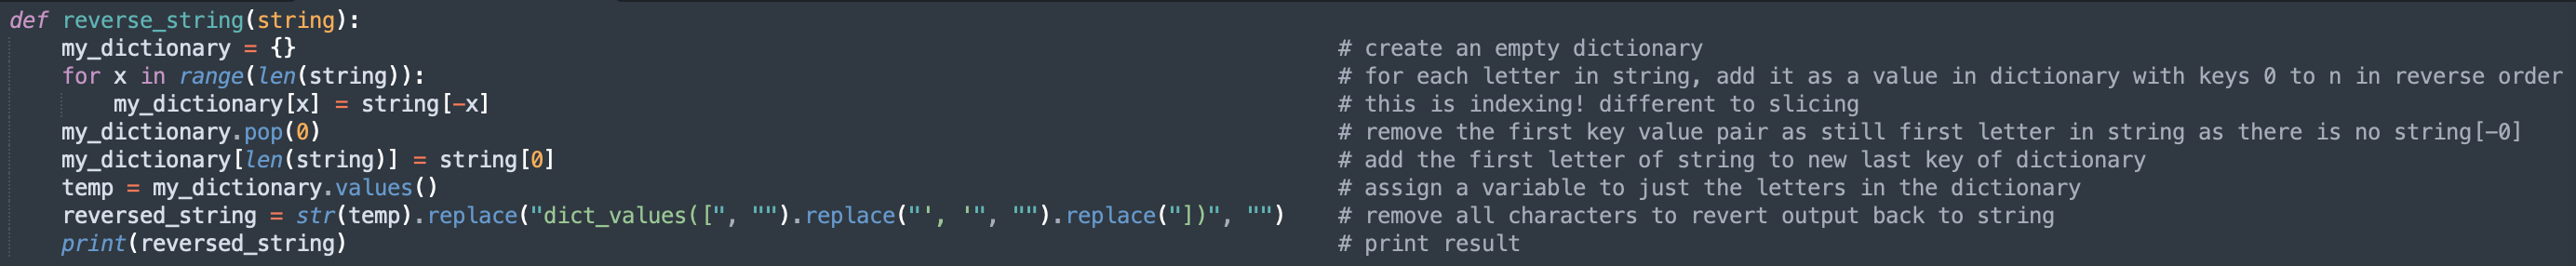 def reverse_string(string):
    my_dictionary = {}                                                  # create an empty dictionary
    for x in range(len(string)):                                        # for each letter in string, add it as a value in dictionary with keys 0 to n in reverse order
        my_dictionary[x] = string[-x]                                   # this is indexing! different to slicing
    my_dictionary.pop(0)                                                # remove the first key value pair as still first letter in string as there is no string[-0]
    my_dictionary[len(string)] = string[0]                              # add the first letter of string to new last key of dictionary
    temp = my_dictionary.values()                                       # assign a variable to just the letters in the dictionary
    reversed_string = str(temp).replace("dict_values([", "").replace("', '", "").replace("])", "")    # remove all characters to revert output back to string
    print(reversed_string)                                              # print result